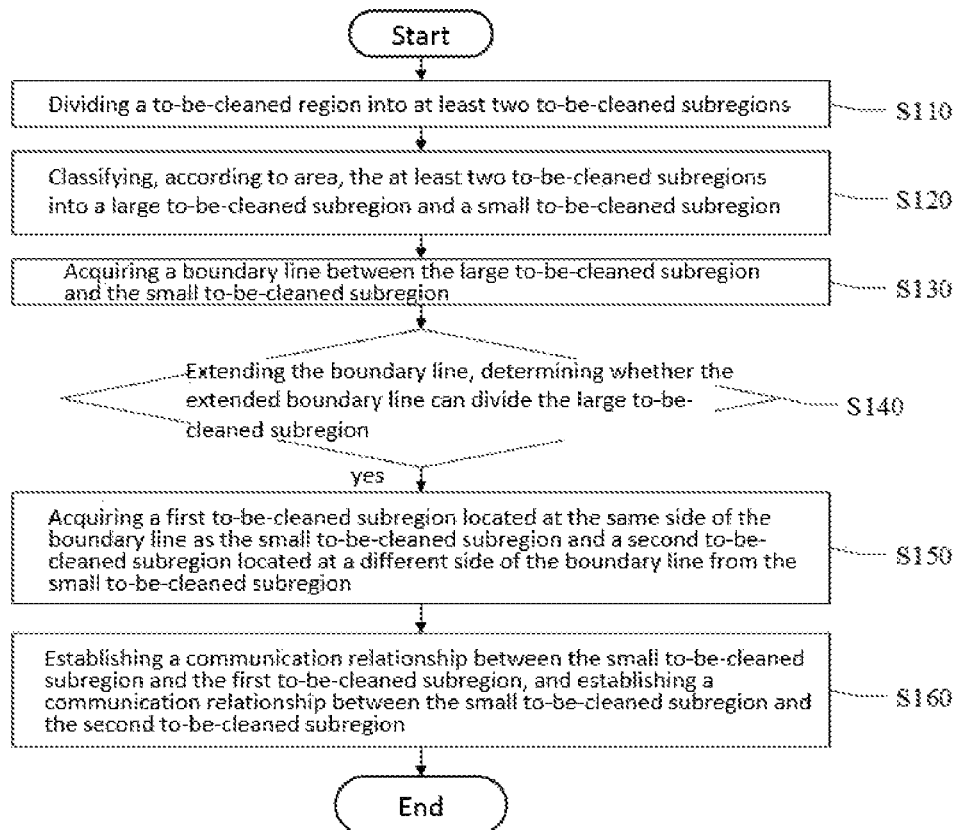 Start
Dividing a to-be-cleaned region into at least two to-be-cleaned subregions
S110
Classifying, according to area, the at least two to-be-cleaned subregions
into a large to-be-cleaned subregion and a small to-be-cleaned subregion
S120
Acquiring a boundary line between the large to-be-cleaned subregion
and the small to-be-cleaned subregion
S130
Extending the boundary line, determining whether the
extended boundary line can divide the large to-be-
cleaned subregion
S140
yes
Acquiring a first to-be-cleaned subregion located at the same side of the
boundary line as the small to-be-cleaned subregion and a second to-be-
cleaned subregion located at a different side of the boundary line from the
small to-be-cleaned subregion
S150
Establishing a communication relationship between the small to-be-cleaned
subregion and the first to-be-cleaned subregion, and establishing a
communication relationship between the small to-be-cleaned subregion and
the second to-be-cleaned subregion
S160
End